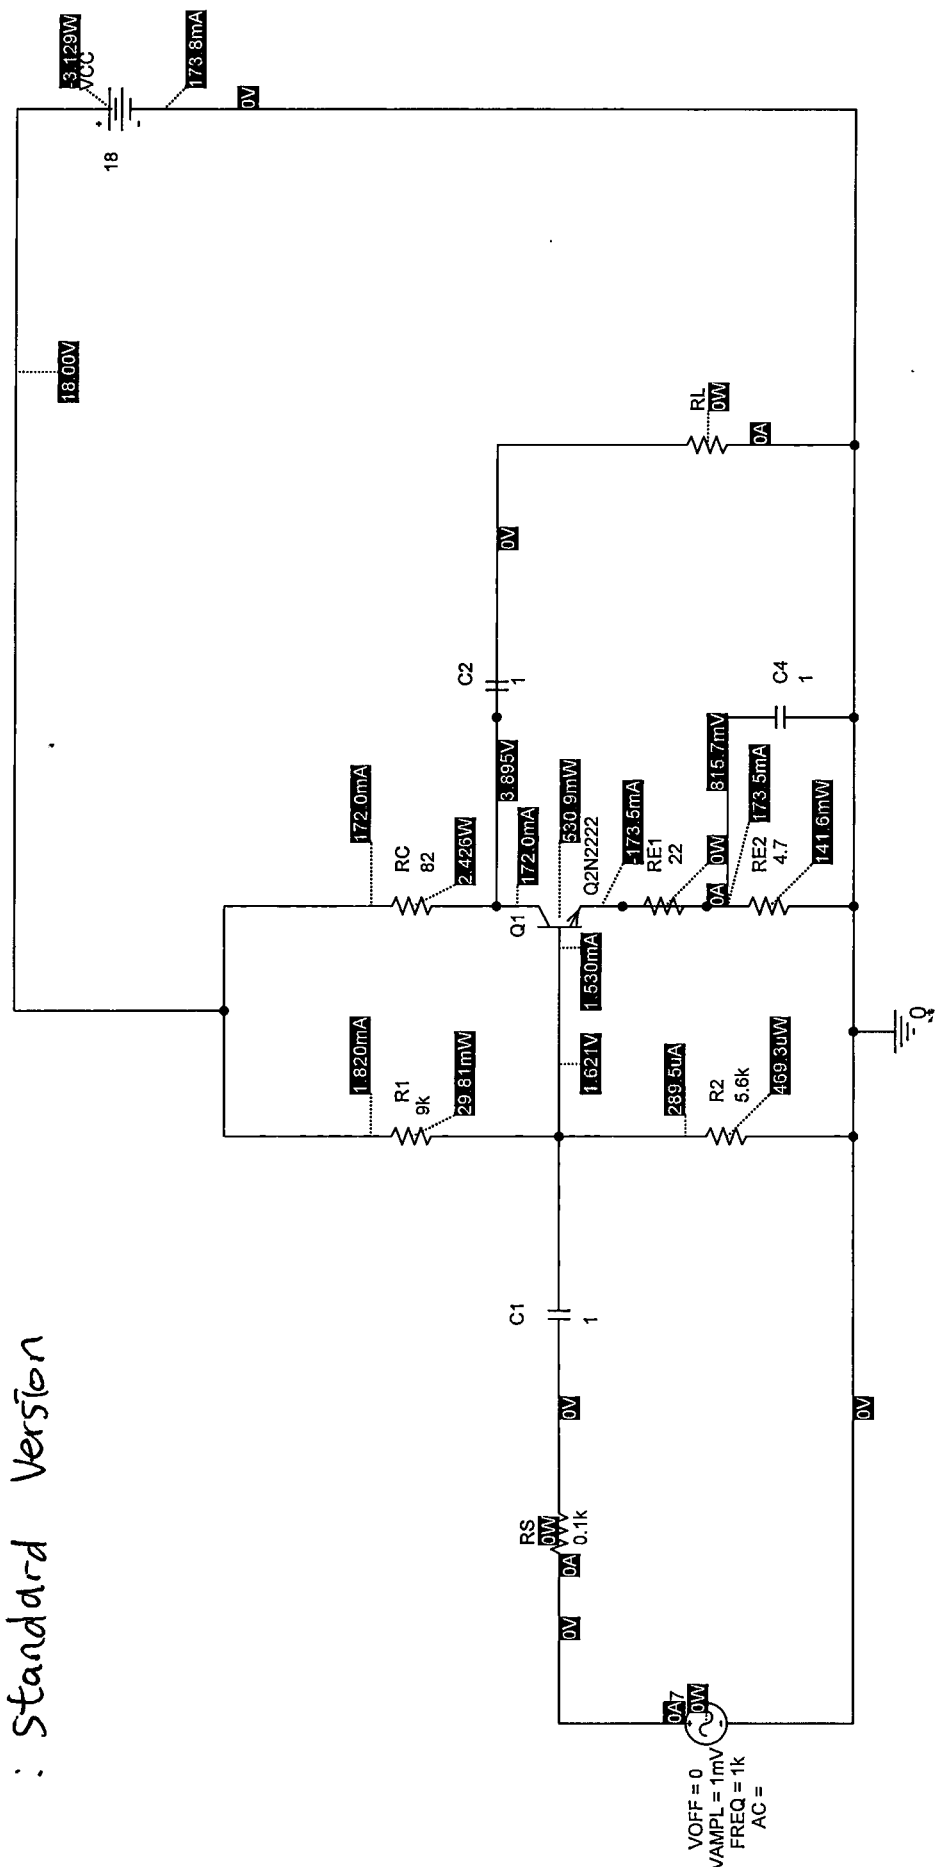 : Standard Version
-3.129W
VCC
173.8mA
0V
18
18.00V
172.0mA
RC
82
2.426W
1.820mA
R1
9k
29.81mW
C2
1
3.895V
0V
RL
0W
0A
172.0mA
Q1
530.9mW
Q2N2222
1.530mA
-173.5mA
RE1
22
0W
0A
815.7mV
C4
1
173.5mA
RE2
4.7
141.6mW
1.621V
289.5uA
R2
5.6k
469.3uW
C1
1
0V
RS
0W
0.1k
0A
0V
0A
7
0W
VOFF = 0
VAMPL = 1mV
FREQ = 1k
AC =
0V